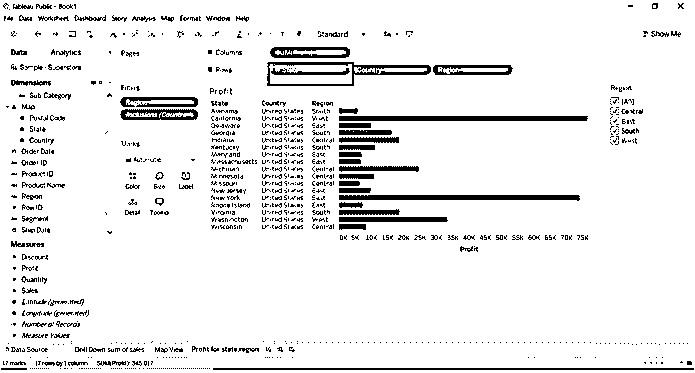 Tableau Public - Book1
File Data Worksheet Dashboard Story Analysis Map Format Window Help
Standard
Show Me
Data Analytics
Pages
Columns
Sample - Superstore
Rows
Country
Region
Dimensions
Sub-Category
Map
Postal Code
State
Country
Order Date
Order ID
Product ID
Product Name
Region
Row ID
Segment
Ship Date
Measures
Discount
Profit
Quantity
Sales
Latitude (generated)
Longitude (generated)
Number of Records
Measure Values
Filters
Region
Marks
Automatic
Color Size Label
Detail Tooltip
Profit
State Country Region
Alabama United States South
California United States West
Delaware United States East
Georgia United States South
Indiana United States Central
Kentucky United States South
Maryland United States East
Massachusetts United States East
Michigan United States Central
Minnesota United States Central
Missouri United States Central
New Jersey United States East
New York United States East
Rhode Island United States East
Virginia United States South
Washington United States West
Wisconsin United States Central
0K 5K 10K 15K 20K 25K 30K 35K 40K 45K 50K 55K 60K 65K 70K 75K
Profit
Region
(All)
Central
East
South
West
Data Source Drill Down sum of sales Map View Profit for state,region
17 marks 17 rows by 1 column